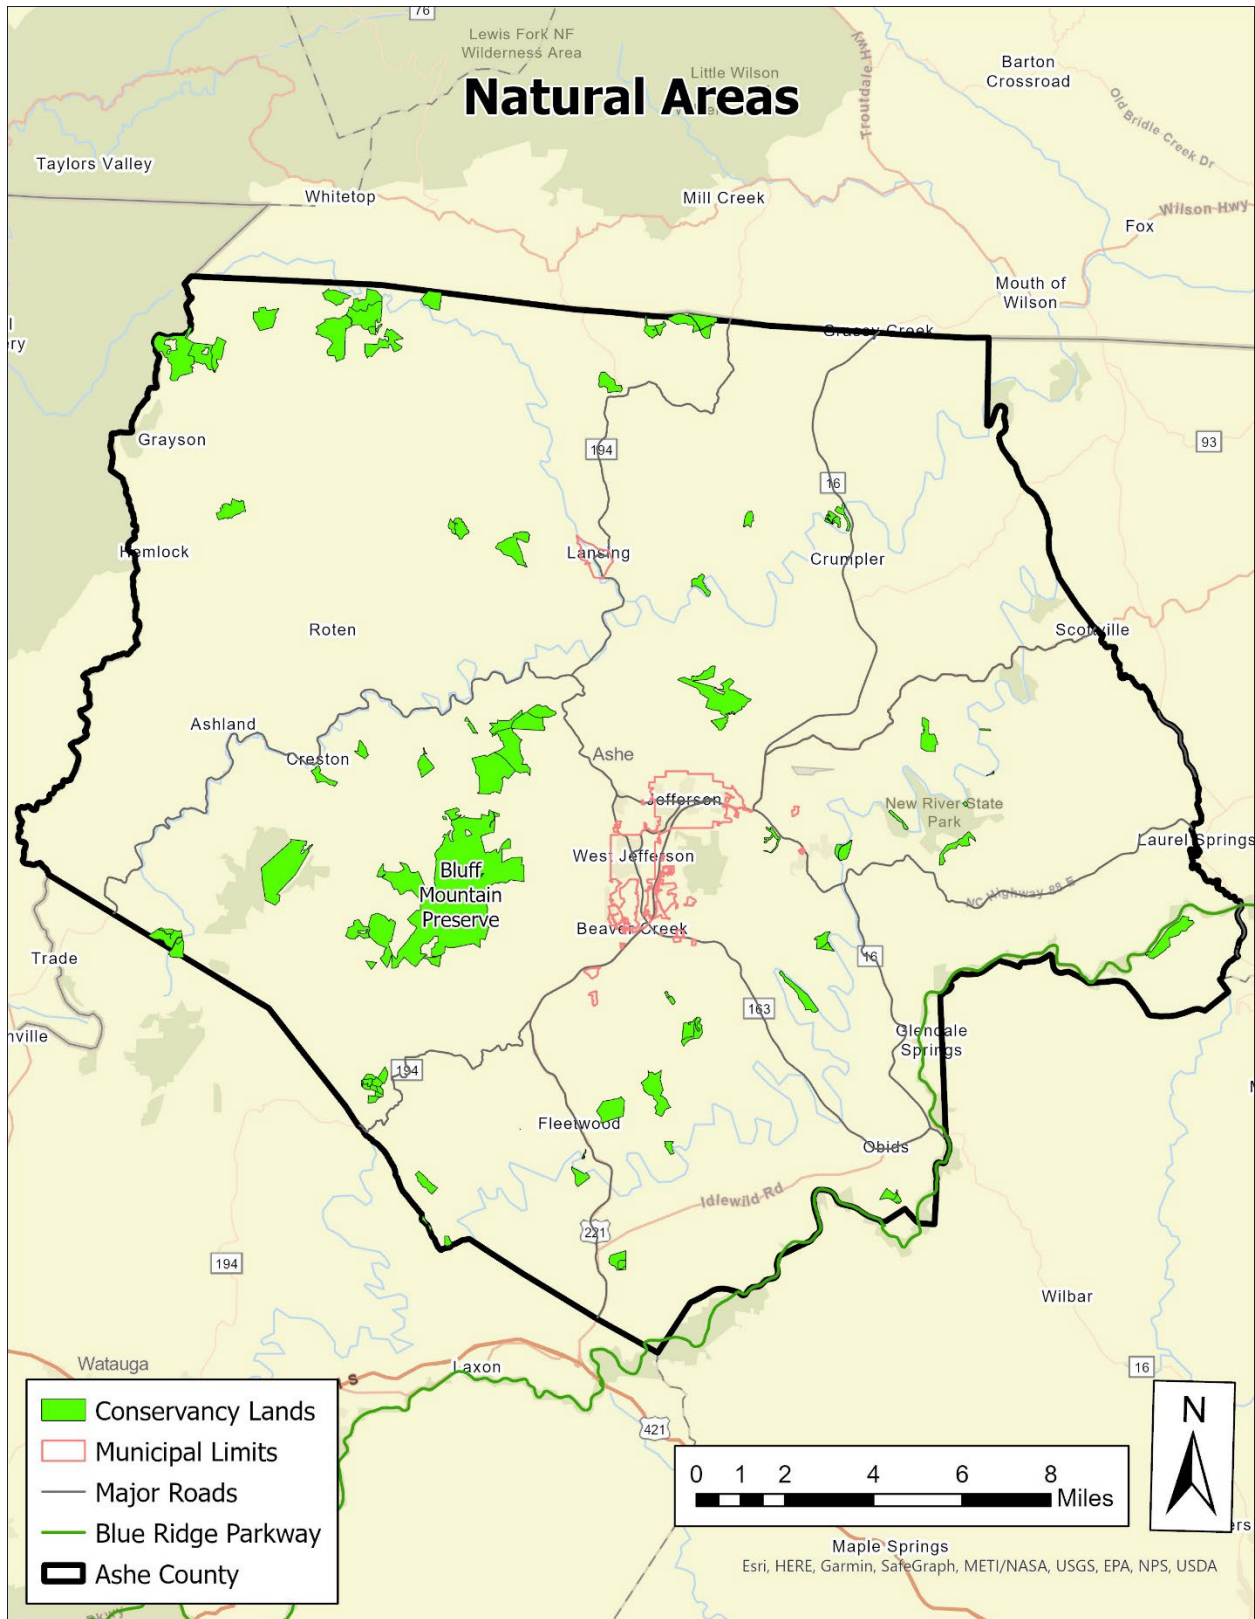 76
Lewis Fork NF
Wilderness Area
Little Wilson
Natural Areas
Troutdale Hwy
Barton
Crossroad
Old Bridle Creek Dr
Taylors Valley
Whitetop
Mill Creek
Wilson Hwy
Fox
Mouth of
Wilson
Grassy Creek
Grayson
194
93
16
Hemlock
Lansing
Crumpler
Roten
Scottville
Ashland
Creston
Ashe
Jefferson
New River State
Park
Laurel Springs
West Jefferson
Bluff
Mountain
Preserve
NC Highway 88 E
Beaver Creek
Trade
16
163
Glendale
Springs
194
Fleetwood
Obids
Idlewild Rd
221
194
Wilbar
Watauga
Laxon
16
421
Conservancy Lands
Municipal Limits
Major Roads
Blue Ridge Parkway
Ashe County
0 1 2 4 6 8
Miles
N
Maple Springs
Esri, HERE, Garmin, SafeGraph, METI/NASA, USGS, EPA, NPS, USDA